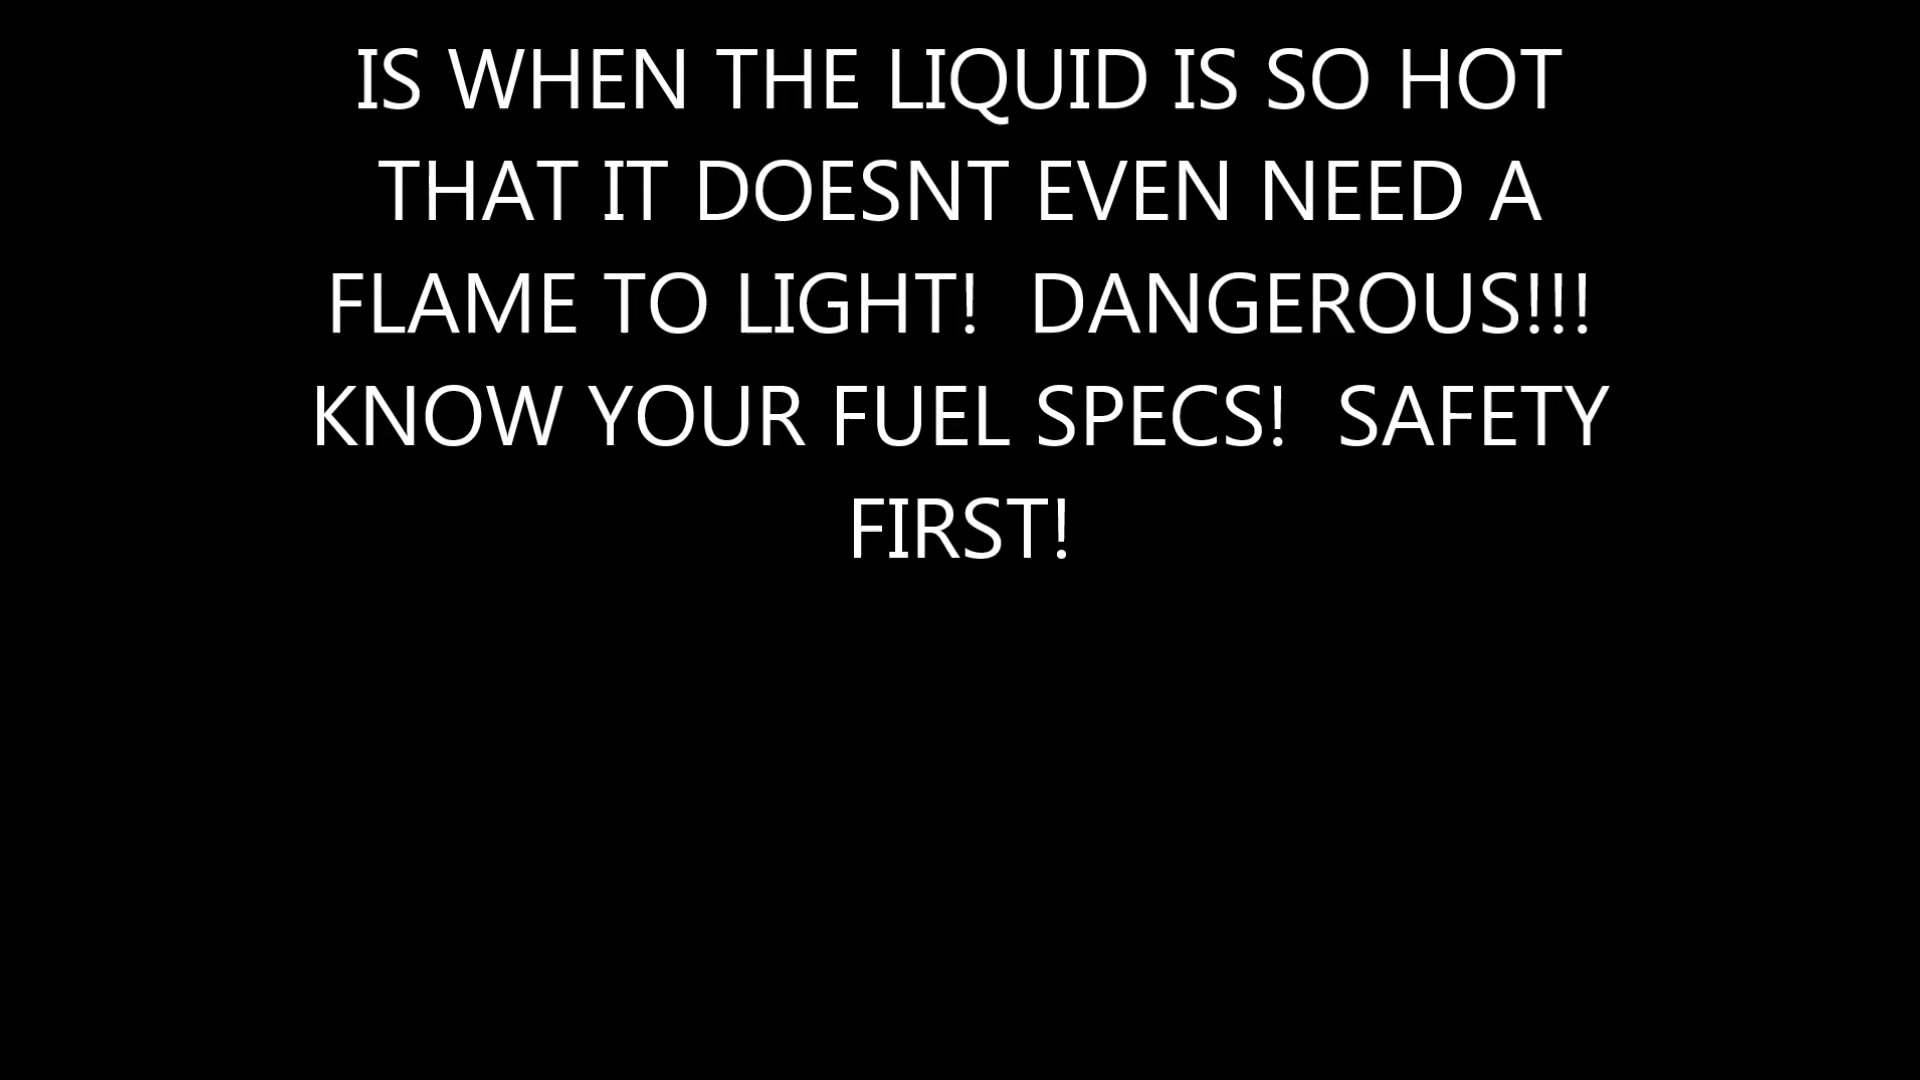 IS WHEN THE LIQUID IS SO HOT
THAT IT DOESNT EVEN NEED A
FLAME TO LIGHT!  DANGEROUS!!!
KNOW YOUR FUEL SPECS!  SAFETY
FIRST!